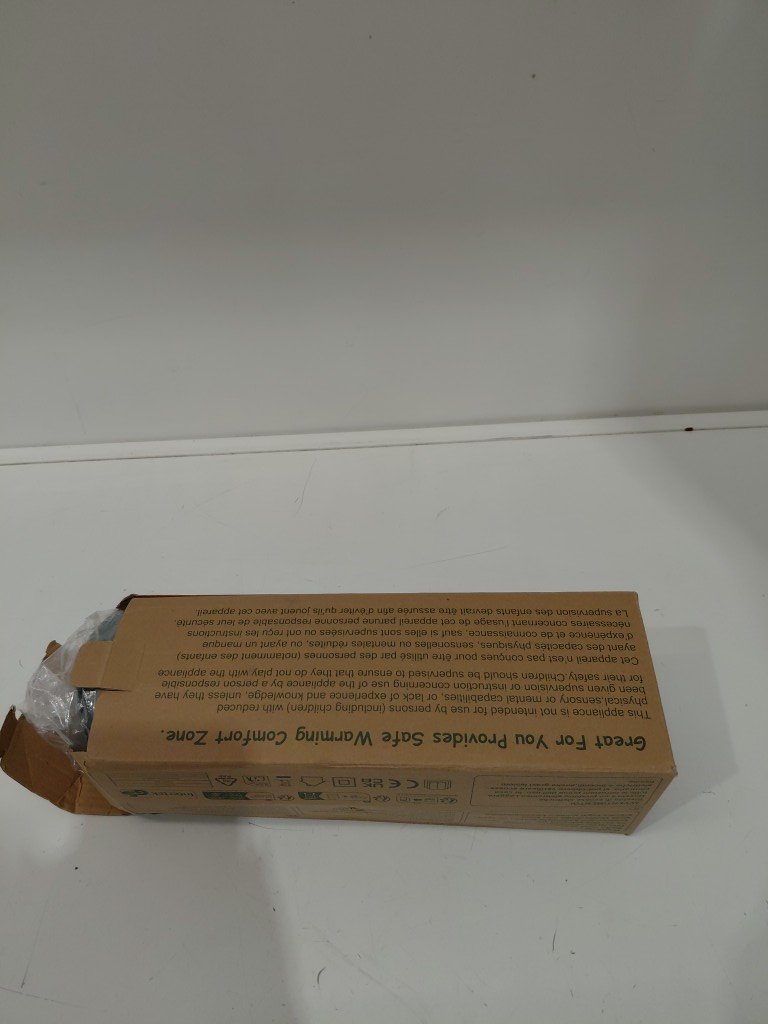 Great For You Provides Safe Warming Comfort Zone.
This appliance is not intended for use by persons (including children) with reduced
physical,sensory or mental capabilities, or lack of experience and knowledge, unless they have
been given supervision or instruction concerning use of the appliance by a person responsible
for their safety.Children should be supervised to ensure that they do not play with the appliance
Cet appareil n'est pas conçues pour être utilisé par des personnes (notamment des enfants)
ayant des capacités physiques, sensorielles ou mentales réduites, ou ayant un manque
d'expérience et de connaissance, sauf si elles sont supervisées ou ont reçu les instructions
nécessaires concernant l'usage de cet appareil parune personne responsable de leur sécurité.
La supervision des enfants devrait être assurée afin d'éviter qu'ils jouent avec cet appareil.
CE
Intertek